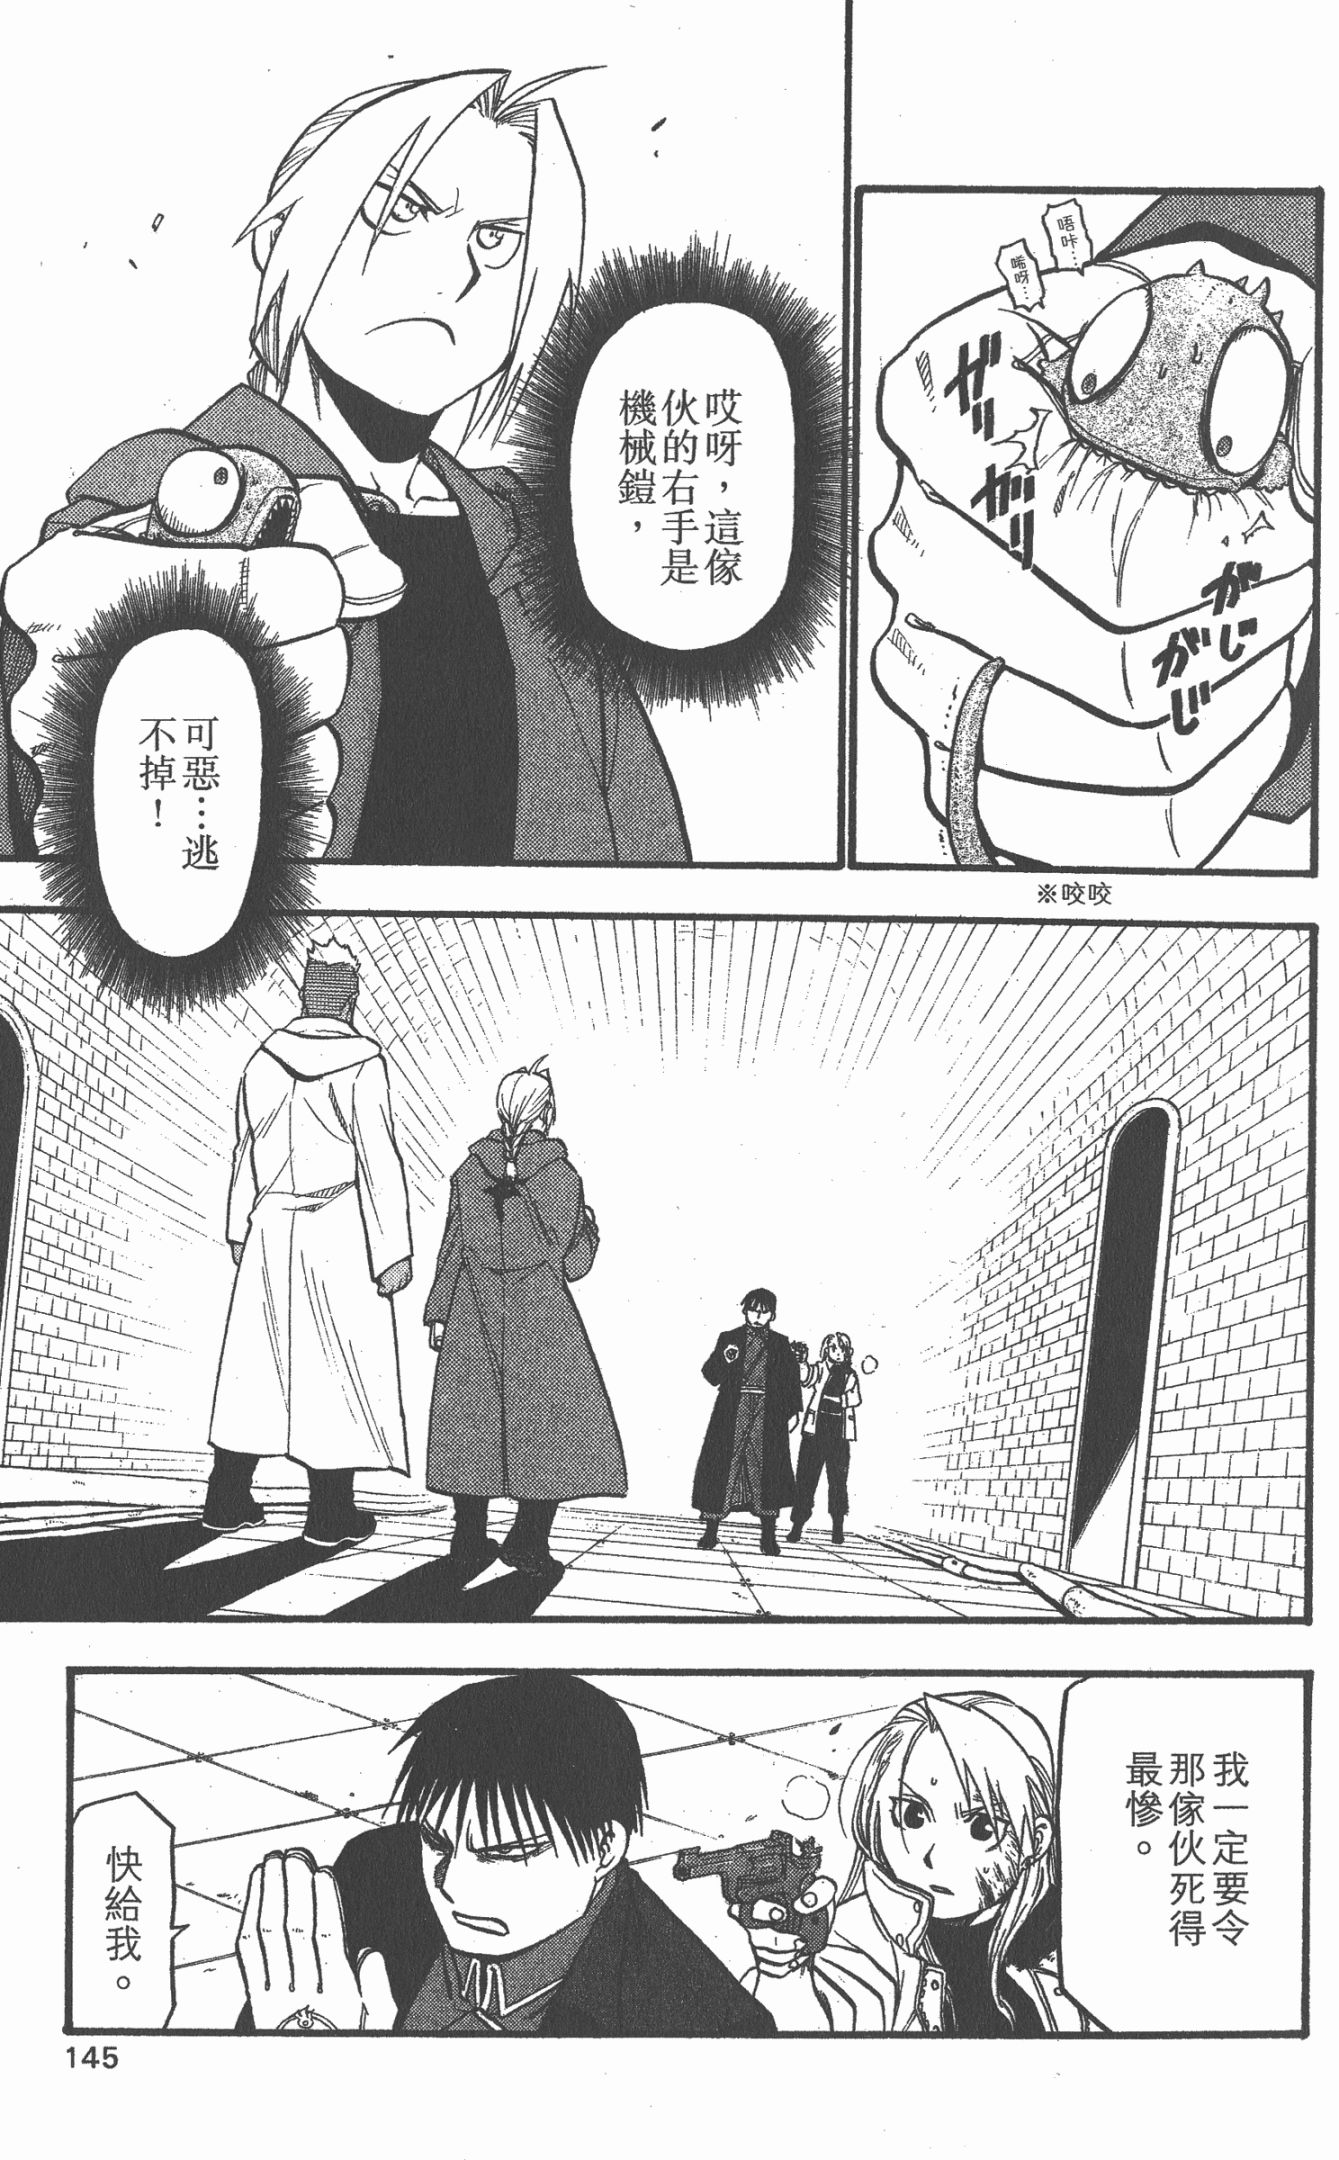 唔咔…
唏呀…
ガリ
ガリ
がじ
がじ
※咬咬
哎呀，這傢
伙的右手是
機械鎧，
可惡…逃
不掉！
我一定要令
那傢伙死得
最慘。
快給我。
145